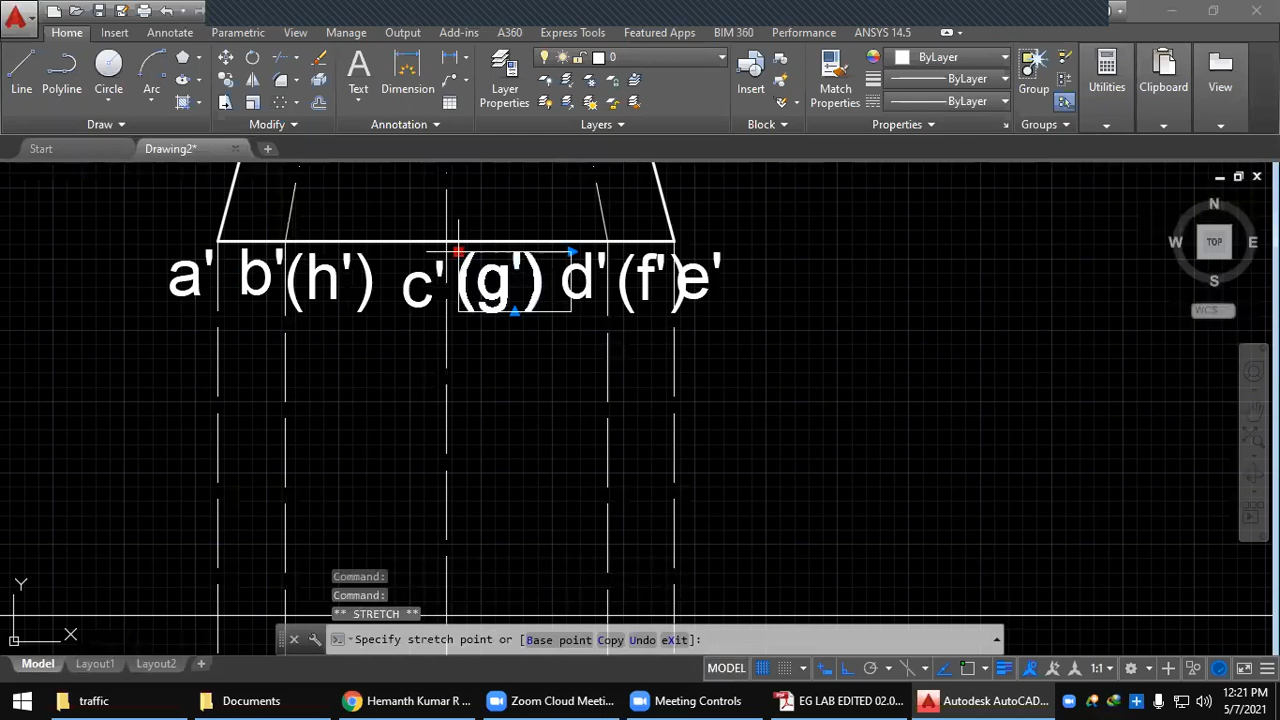 Home Insert Annotate Parametric View Manage Output Add-ins A360 Express Tools Featured Apps BIM 360 Performance ANSYS 14.5
0 ByLayer
ByLayer
ByLayer
Line Polyline Circle Arc Text Dimension Layer Properties Insert Match Properties Group Utilities Clipboard View
Draw Modify Annotation Layers Block Properties Groups
Start Drawing2*
N
W TOP E
S
WCS
a' b' (h') c' (g') d' (f') e'
Y
X
Command:
Command:
** STRETCH **
Specify stretch point or [Base point Copy Undo eXit]:
Model Layout1 Layout2 + MODEL 1:1
traffic Documents Hemanth Kumar R ... Zoom Cloud Meeti... Meeting Controls EG LAB EDITED 02.0... Autodesk AutoCAD... 12:21 PM
5/7/2021